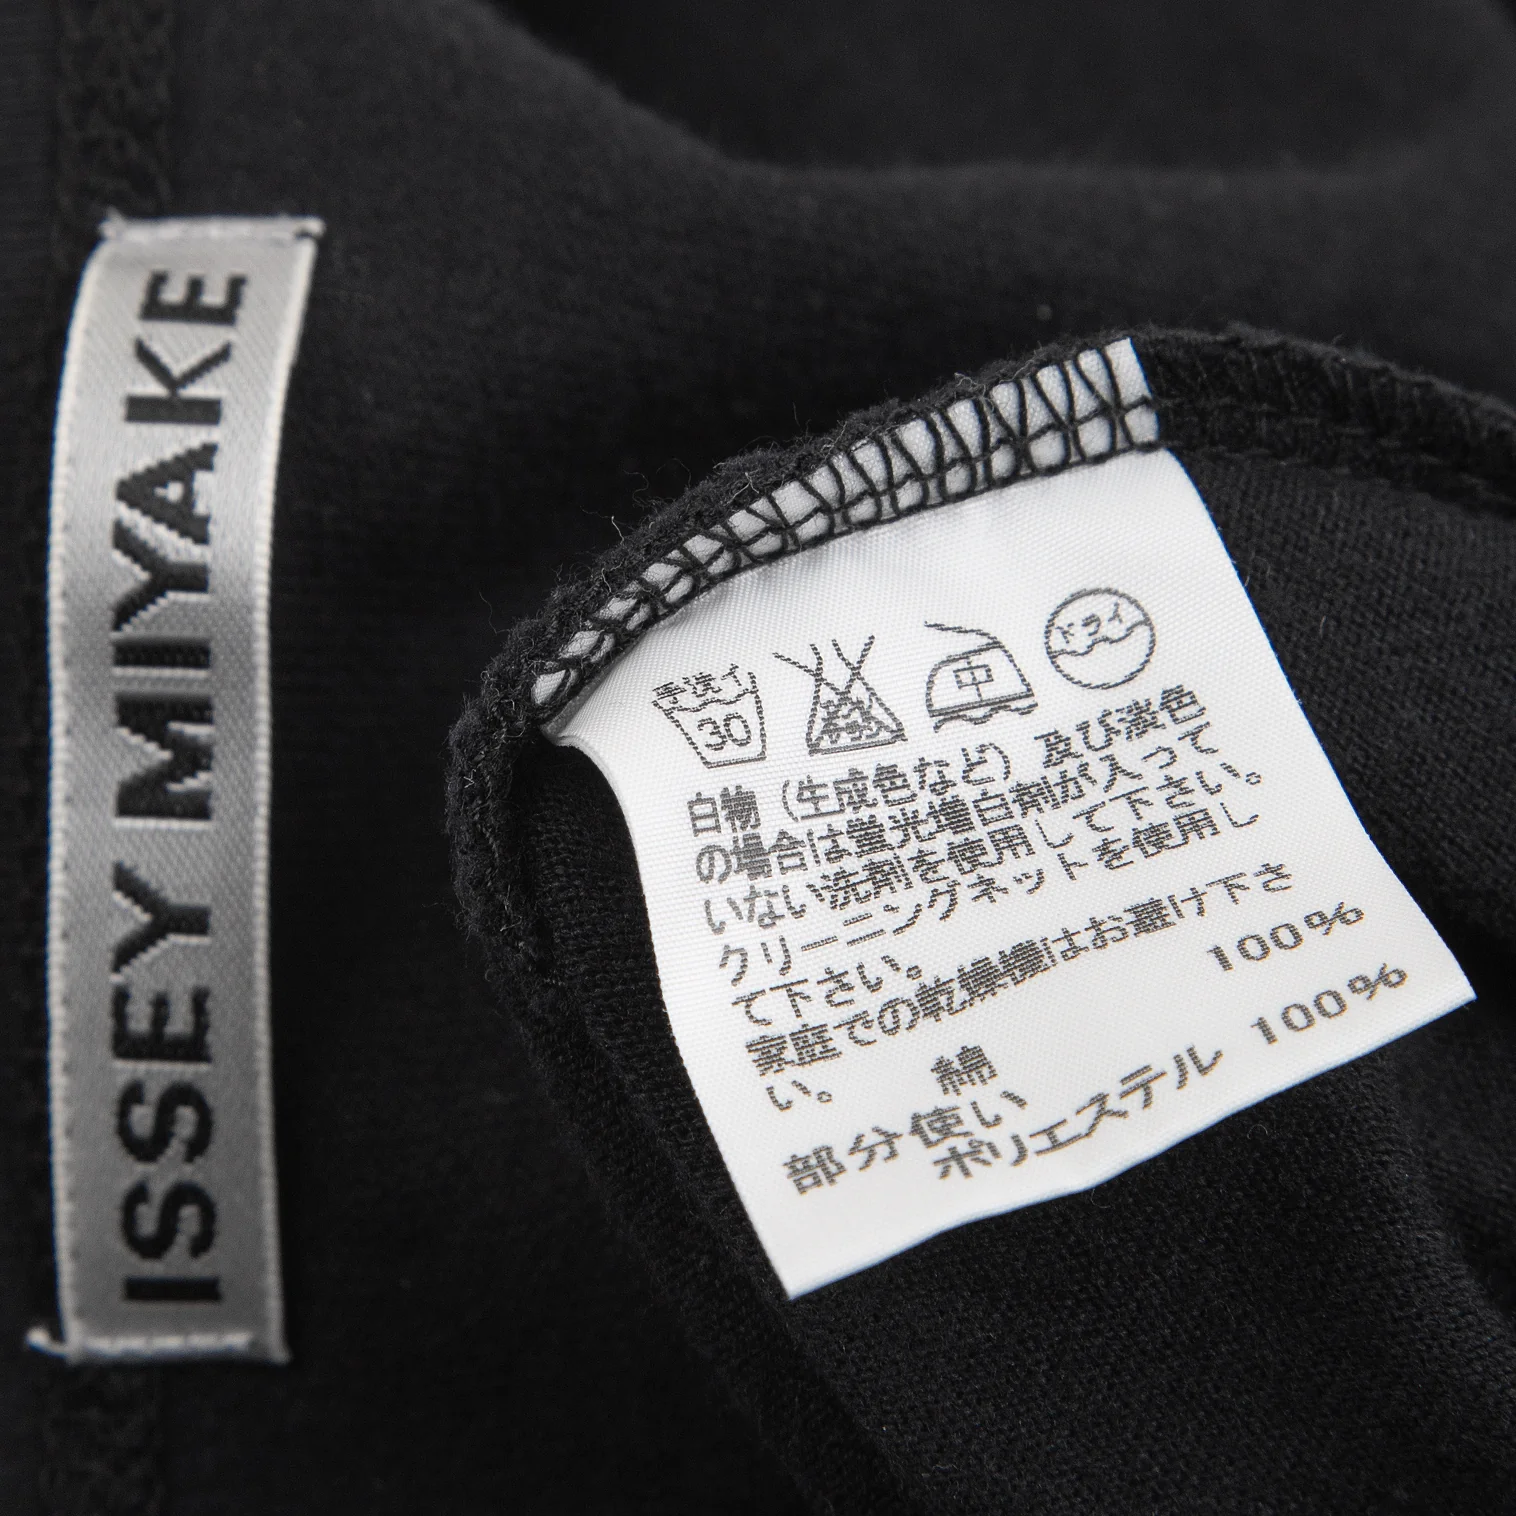 ISSEY MIYAKE
手洗イ
30
中
ドライ
白物（生成色など）及び淡色
の場合は蛍光増白剤が入って
いない洗剤を使用して下さい。
クリーニングネットを使用し
て下さい。
家庭での乾燥機はお避け下さ
い。
綿 100%
部分使い
ポリエステル 100%